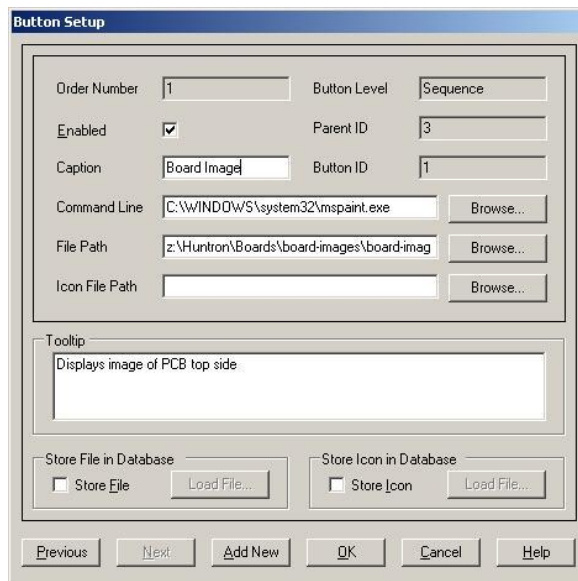 Button Setup
Order Number 1 Button Level Sequence
Enabled Parent ID 3
Caption Board Image Button ID 1
Command Line C:\WINDOWS\system32\mspaint.exe Browse...
File Path z:\Huntron\Boards\board-images\board-imag Browse...
Icon File Path Browse...
Tooltip
Displays image of PCB top side
Store File in Database Store Icon in Database
Store File Load File... Store Icon Load File...
Previous Next Add New OK Cancel Help